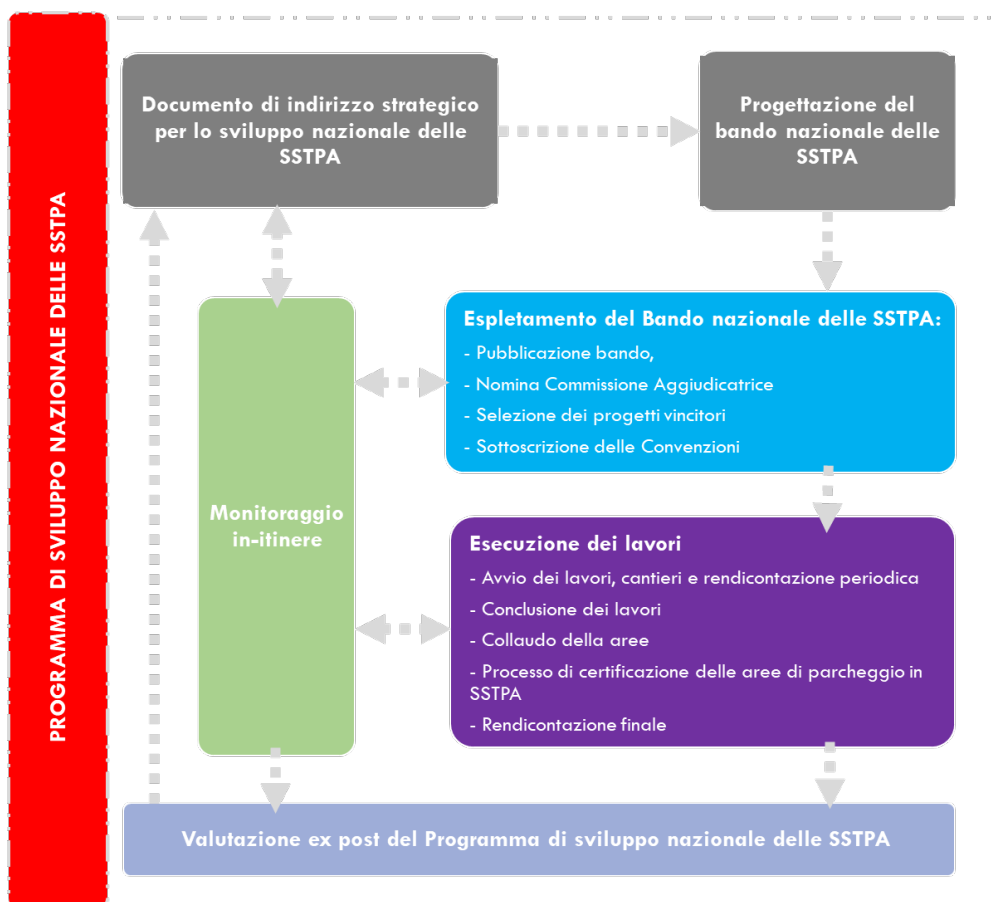 PROGRAMMA DI SVILUPPO NAZIONALE DELLE SSTPA
Documento di indirizzo strategico
per lo sviluppo nazionale delle
SSTPA
Progettazione del
bando nazionale delle
SSTPA
Espletamento del Bando nazionale delle SSTPA:
- Pubblicazione bando,
- Nomina Commissione Aggiudicatrice
- Selezione dei progetti vincitori
- Sottoscrizione delle Convenzioni
Monitoraggio
in-itinere
Esecuzione dei lavori
- Avvio dei lavori, cantieri e rendicontazione periodica
- Conclusione dei lavori
- Collaudo della aree
- Processo di certificazione delle aree di parcheggio in
SSTPA
- Rendicontazione finale
Valutazione ex post del Programma di sviluppo nazionale delle SSTPA